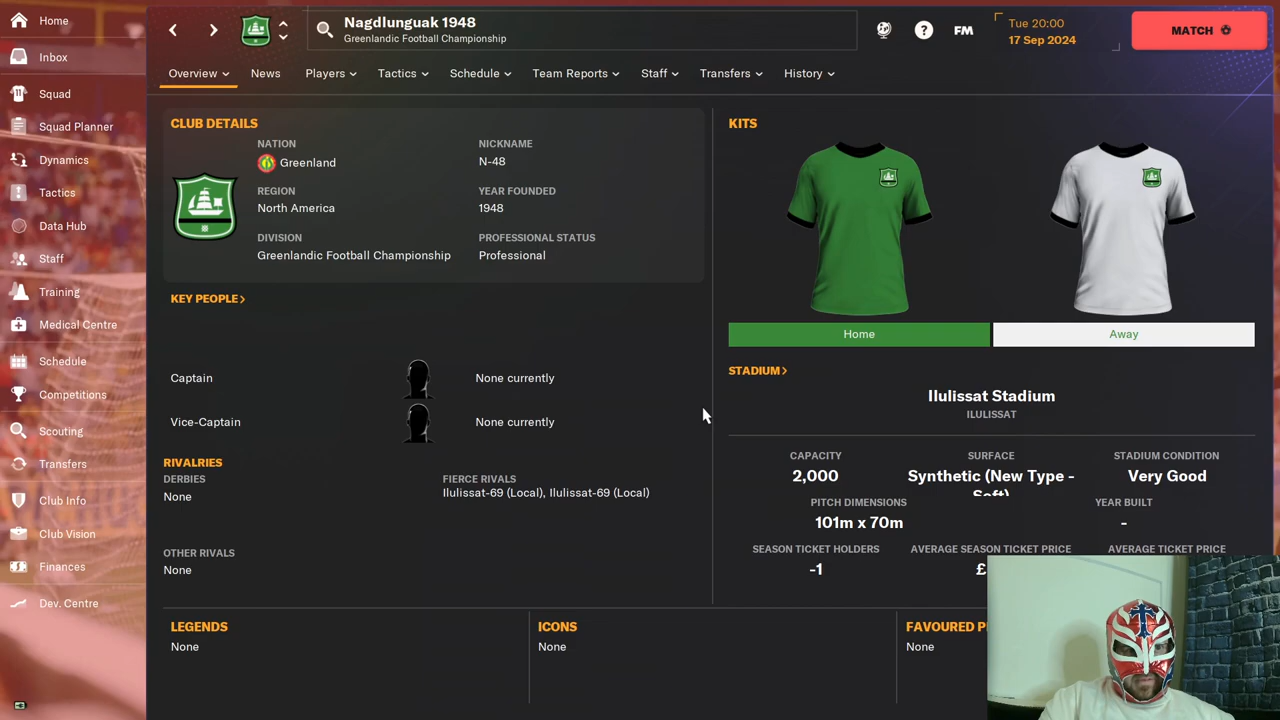 Home
Inbox
Squad
Squad Planner
Dynamics
Tactics
Data Hub
Staff
Training
Medical Centre
Schedule
Competitions
Scouting
Transfers
Club Info
Club Vision
Finances
Dev. Centre
Nagdlunguak 1948
Greenlandic Football Championship
?
FM
Tue 20:00
17 Sep 2024
MATCH
Overview
News
Players
Tactics
Schedule
Team Reports
Staff
Transfers
History
CLUB DETAILS
NATION
Greenland
NICKNAME
N-48
REGION
North America
YEAR FOUNDED
1948
DIVISION
Greenlandic Football Championship
PROFESSIONAL STATUS
Professional
KEY PEOPLE
Captain
None currently
Vice-Captain
None currently
RIVALRIES
DERBIES
None
FIERCE RIVALS
Ilulissat-69 (Local), Ilulissat-69 (Local)
OTHER RIVALS
None
KITS
Home
Away
STADIUM
Ilulissat Stadium
ILULISSAT
CAPACITY
2,000
SURFACE
Synthetic (New Type -
Soft)
STADIUM CONDITION
Very Good
PITCH DIMENSIONS
101m x 70m
YEAR BUILT
-
SEASON TICKET HOLDERS
-1
AVERAGE SEASON TICKET PRICE
£
AVERAGE TICKET PRICE
LEGENDS
None
ICONS
None
FAVOURED P
None